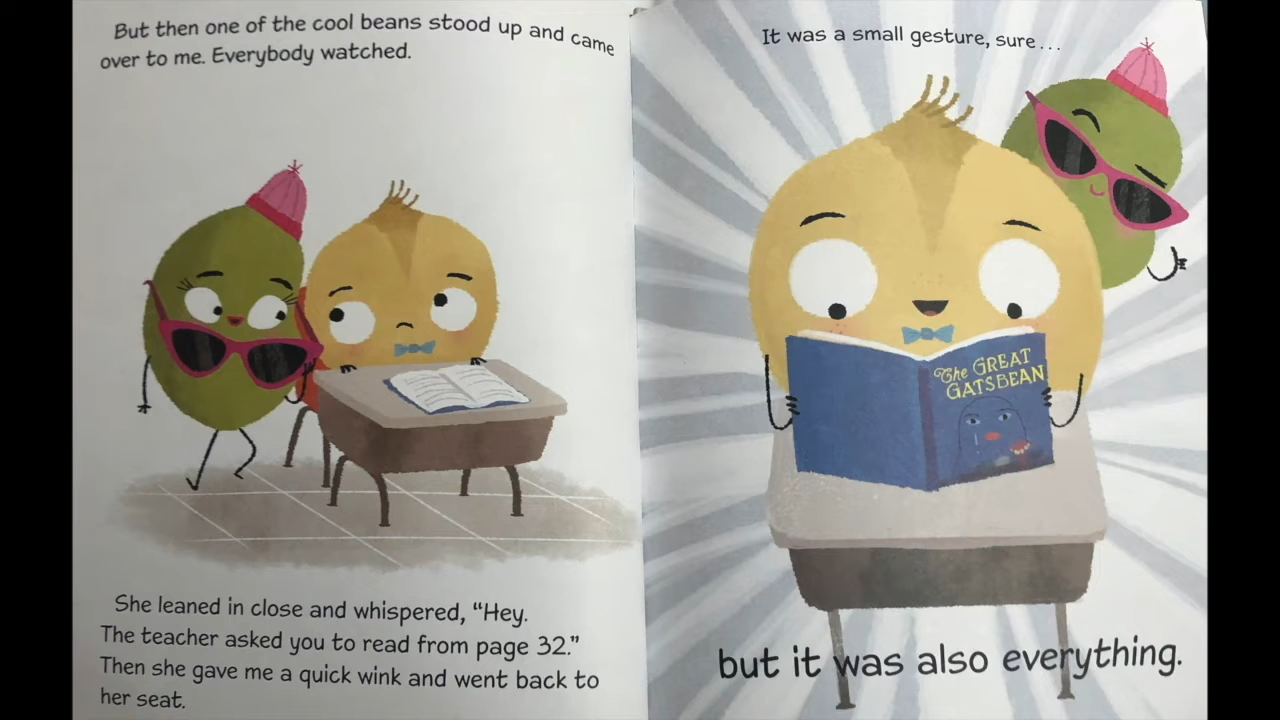 But then one of the cool beans stood up and came
over to me. Everybody watched.
She leaned in close and whispered, “Hey.
The teacher asked you to read from page 32.”
Then she gave me a quick wink and went back to
her seat.
It was a small gesture, sure...
The GREAT
GATSBEAN
but it was also everything.